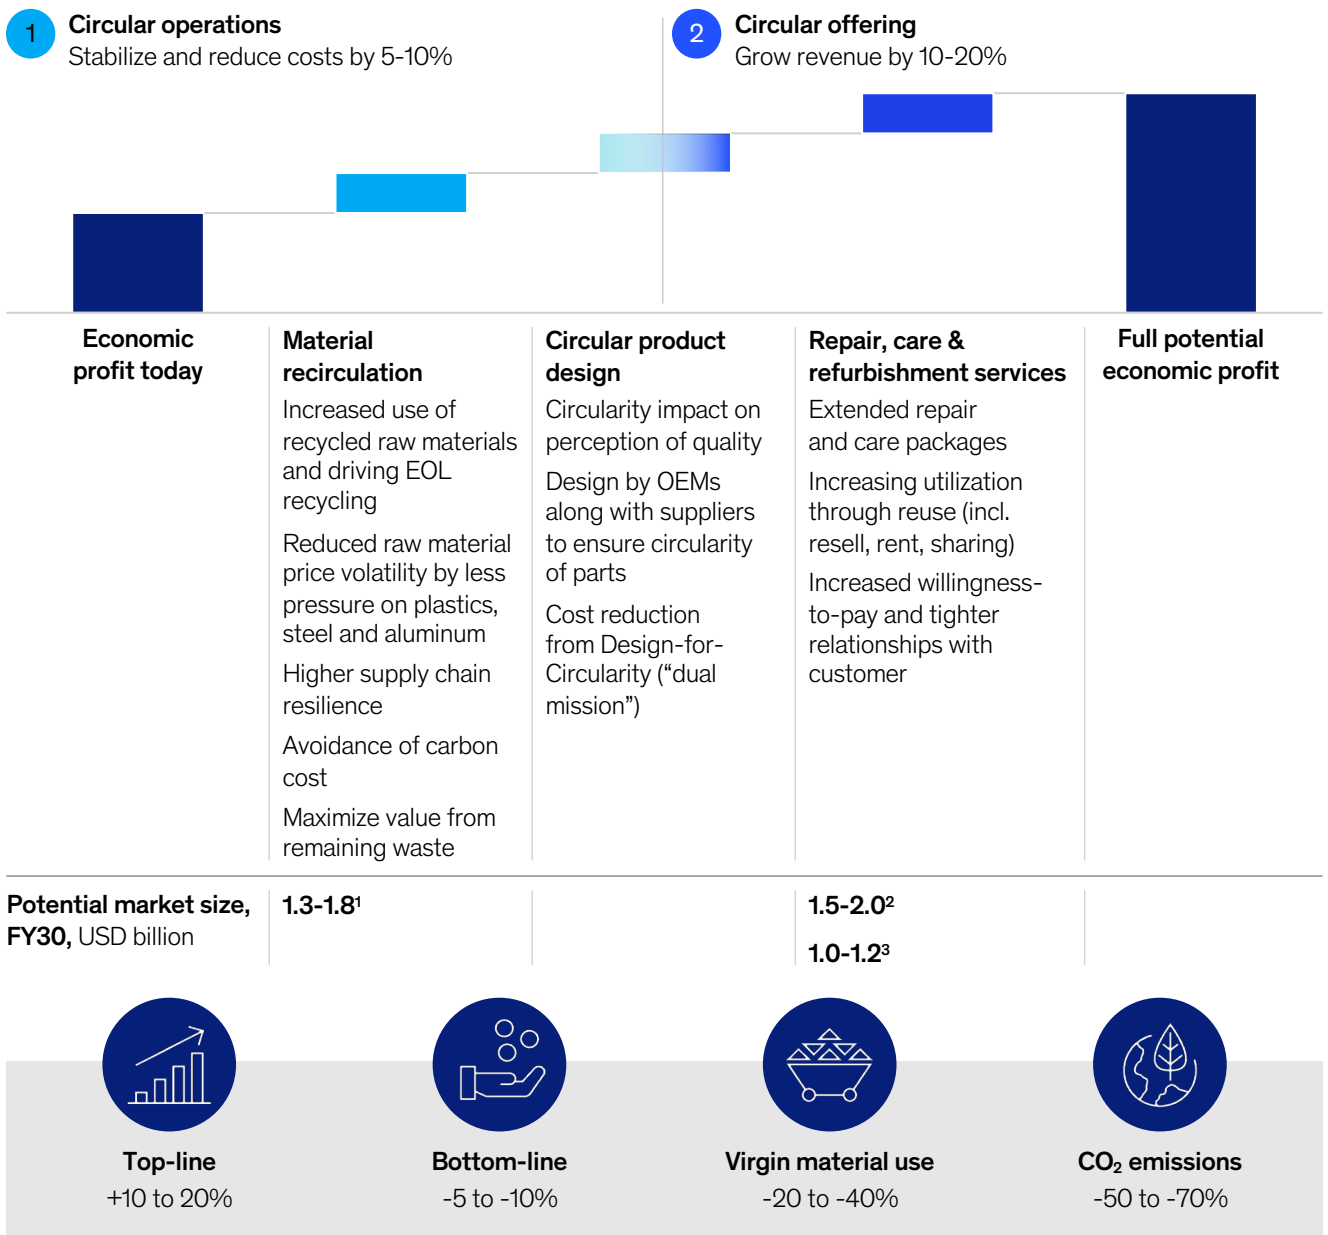 1
Circular operations
Stabilize and reduce costs by 5-10%
2
Circular offering
Grow revenue by 10-20%
Economic
profit today
Material
recirculation
Increased use of
recycled raw materials
and driving EOL
recycling
Reduced raw material
price volatility by less
pressure on plastics,
steel and aluminum
Higher supply chain
resilience
Avoidance of carbon
cost
Maximize value from
remaining waste
Circular product
design
Circularity impact on
perception of quality
Design by OEMs
along with suppliers
to ensure circularity
of parts
Cost reduction
from Design-for-
Circularity (“dual
mission”)
Repair, care &
refurbishment services
Extended repair
and care packages
Increasing utilization
through reuse (incl.
resell, rent, sharing)
Increased willingness-
to-pay and tighter
relationships with
customer
Full potential
economic profit
Potential market size,
FY30, USD billion
1.3-1.8¹
1.5-2.0²
1.0-1.2³
Top-line
+10 to 20%
Bottom-line
-5 to -10%
Virgin material use
-20 to -40%
CO₂ emissions
-50 to -70%